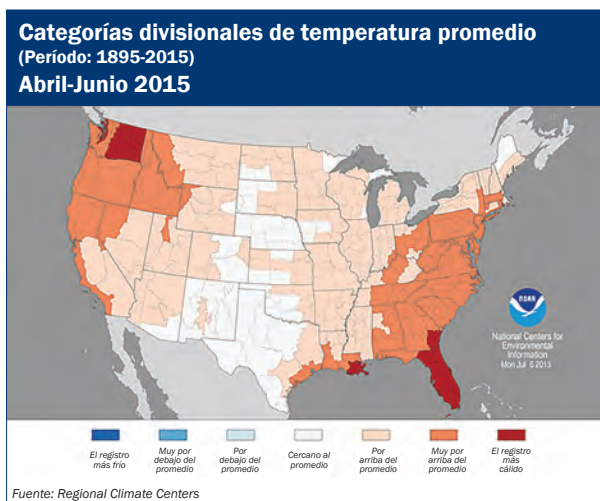 Categorías divisionales de temperatura promedio
(Período: 1895-2015)
Abril-Junio 2015
NOAA
National Centers for
Environmental
Information
Mon Jul 6 2015
El registro
más frío
Muy por
debajo del
promedio
Por
debajo del
promedio
Cercano al
promedio
Por
arriba del
promedio
Muy por
arriba del
promedio
El registro
más
cálido
Fuente: Regional Climate Centers